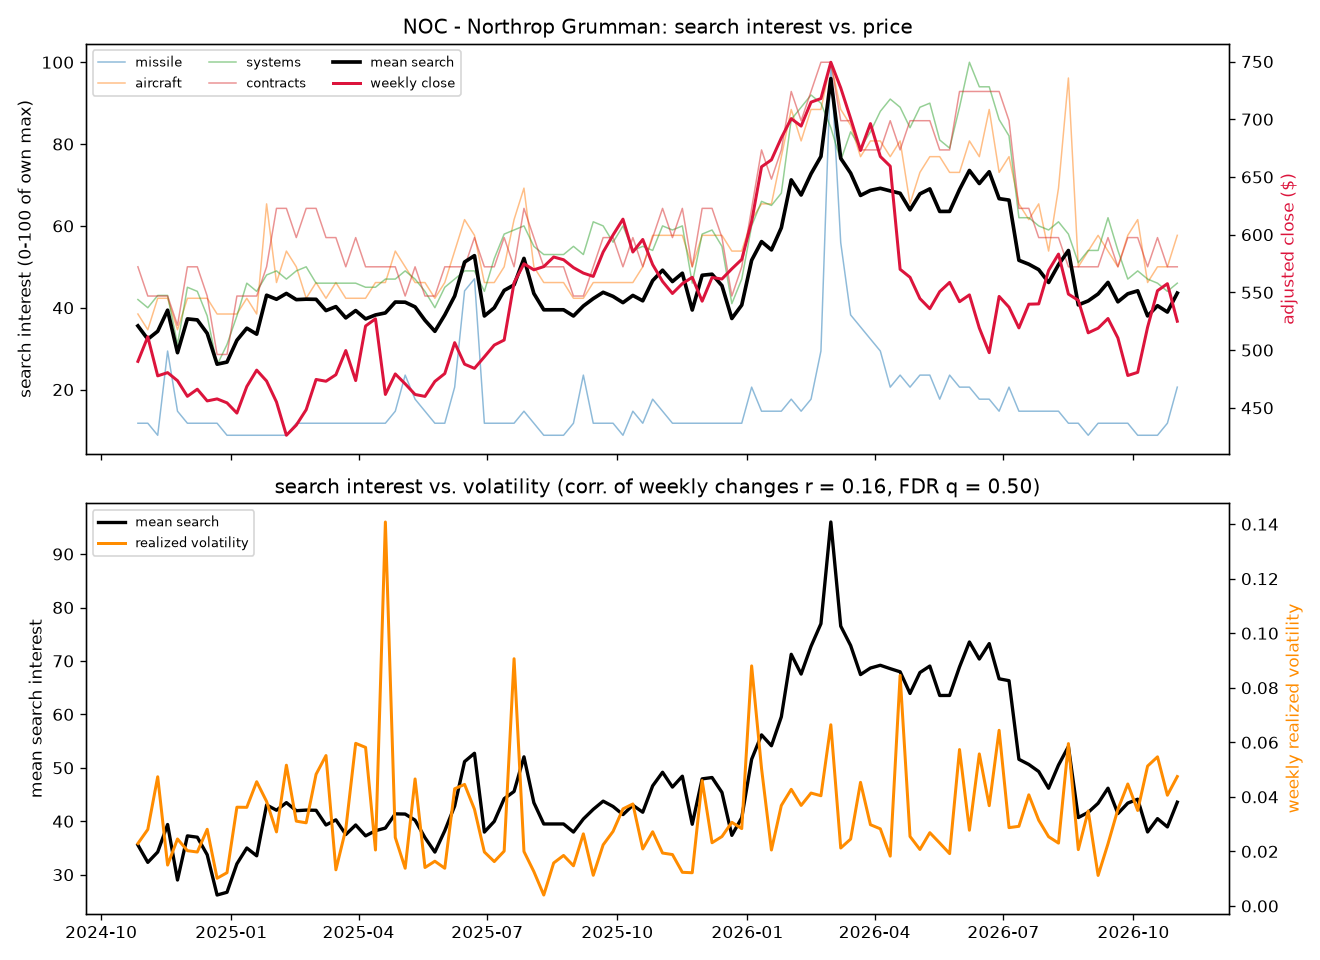 NOC - Northrop Grumman: search interest vs. price
missile
aircraft
systems
contracts
mean search
weekly close
100
80
60
40
20
search interest (0-100 of own max)
750
700
650
600
550
500
450
adjusted close ($)
search interest vs. volatility (corr. of weekly changes r = 0.16, FDR q = 0.50)
mean search
realized volatility
90
80
70
60
50
40
30
mean search interest
0.14
0.12
0.10
0.08
0.06
0.04
0.02
0.00
weekly realized volatility
2024-10 2025-01 2025-04 2025-07 2025-10 2026-01 2026-04 2026-07 2026-10